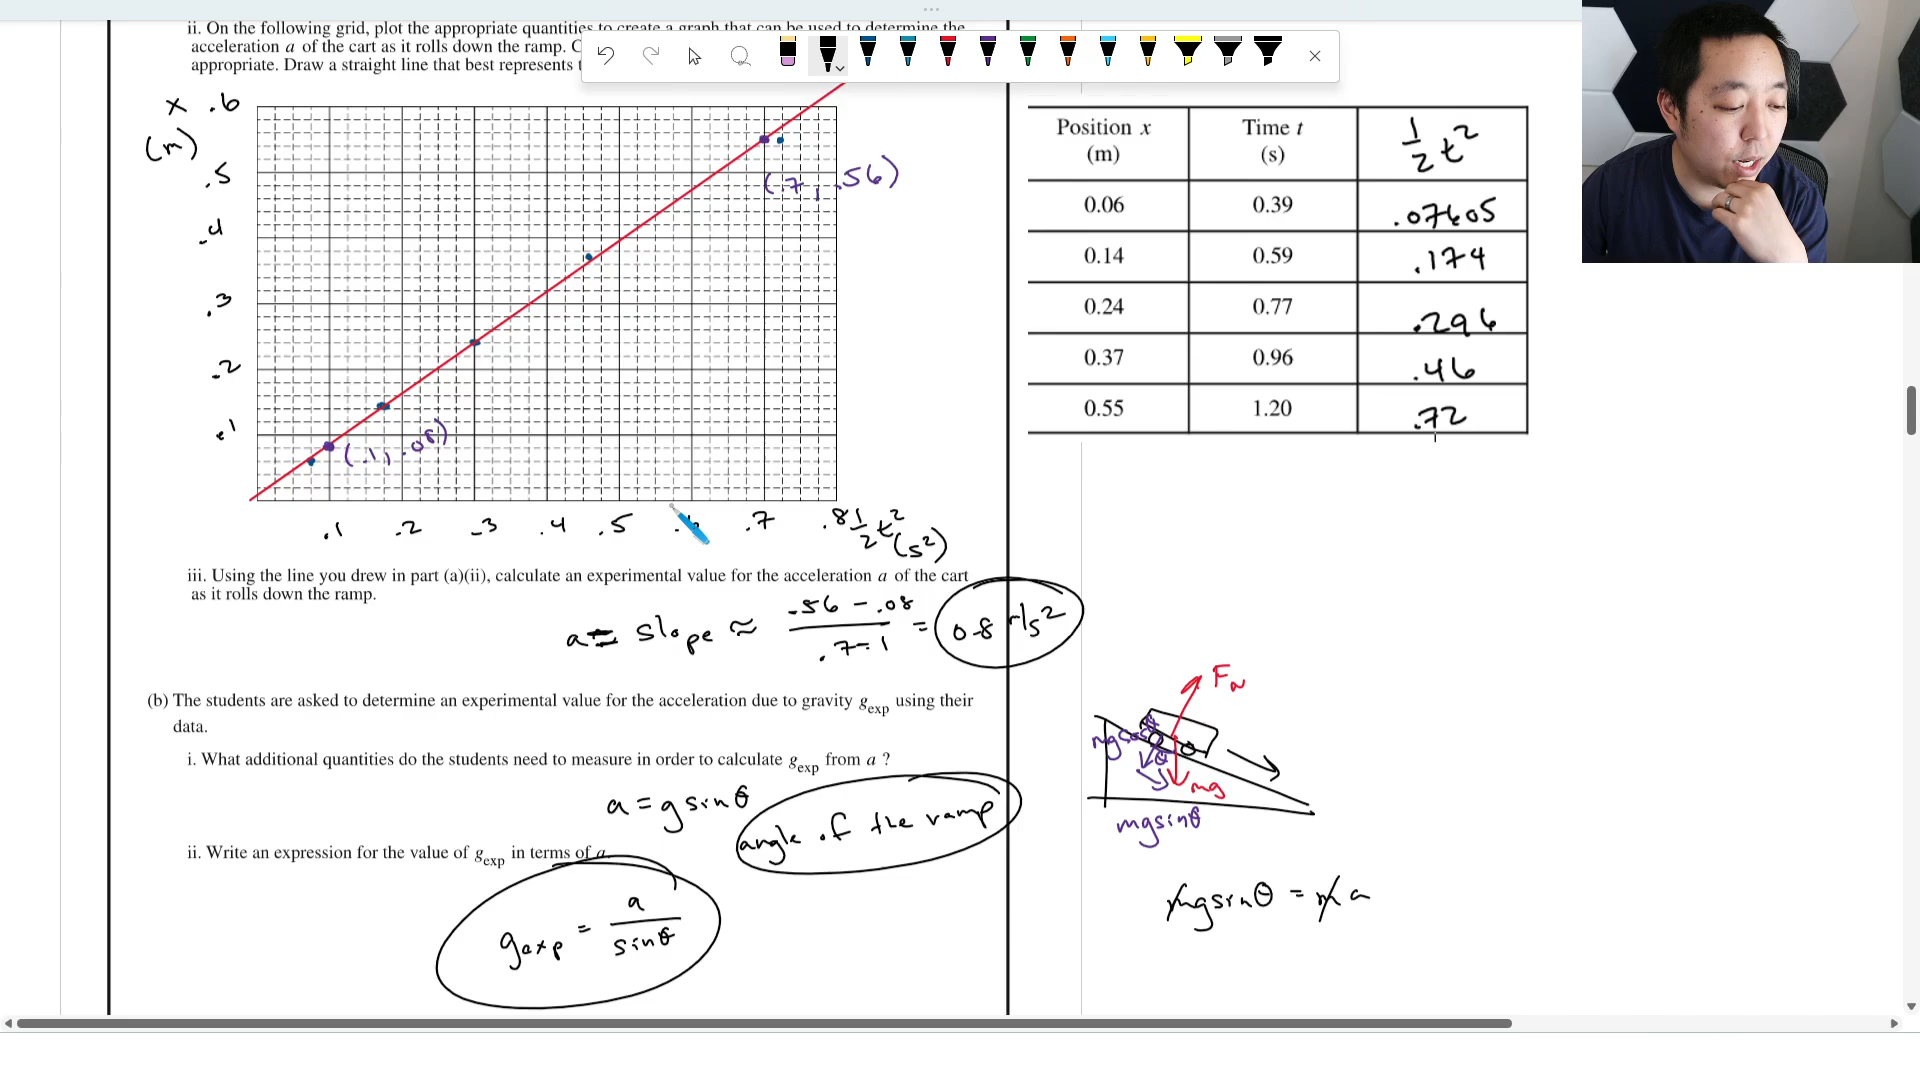 ii. On the following grid, plot the appropriate quantities to create a graph that can be used to determine the
acceleration a of the cart as it rolls down the ramp. C
appropriate. Draw a straight line that best represents t
x .6
(m)
.5
.4
.3
.2
.1
(.7, .56)
(.1, .08)
.1 .2 .3 .4 .5 .7 .8 1/2 t² (s²)
Position x (m) Time t (s) 1/2 t²
0.06 0.39 .07605
0.14 0.59 .174
0.24 0.77 .296
0.37 0.96 .46
0.55 1.20 .72
iii. Using the line you drew in part (a)(ii), calculate an experimental value for the acceleration a of the cart
as it rolls down the ramp.
a = slope ≈ .56 - .08 / .7 - .1 = 0.8 m/s²
(b) The students are asked to determine an experimental value for the acceleration due to gravity gexp using their
data.
i. What additional quantities do the students need to measure in order to calculate gexp from a ?
a = g sin θ
angle of the ramp
ii. Write an expression for the value of gexp in terms of a.
gexp = a / sin θ
FN
mg cos θ
θ
mg
mg sin θ
mg sin θ = m a